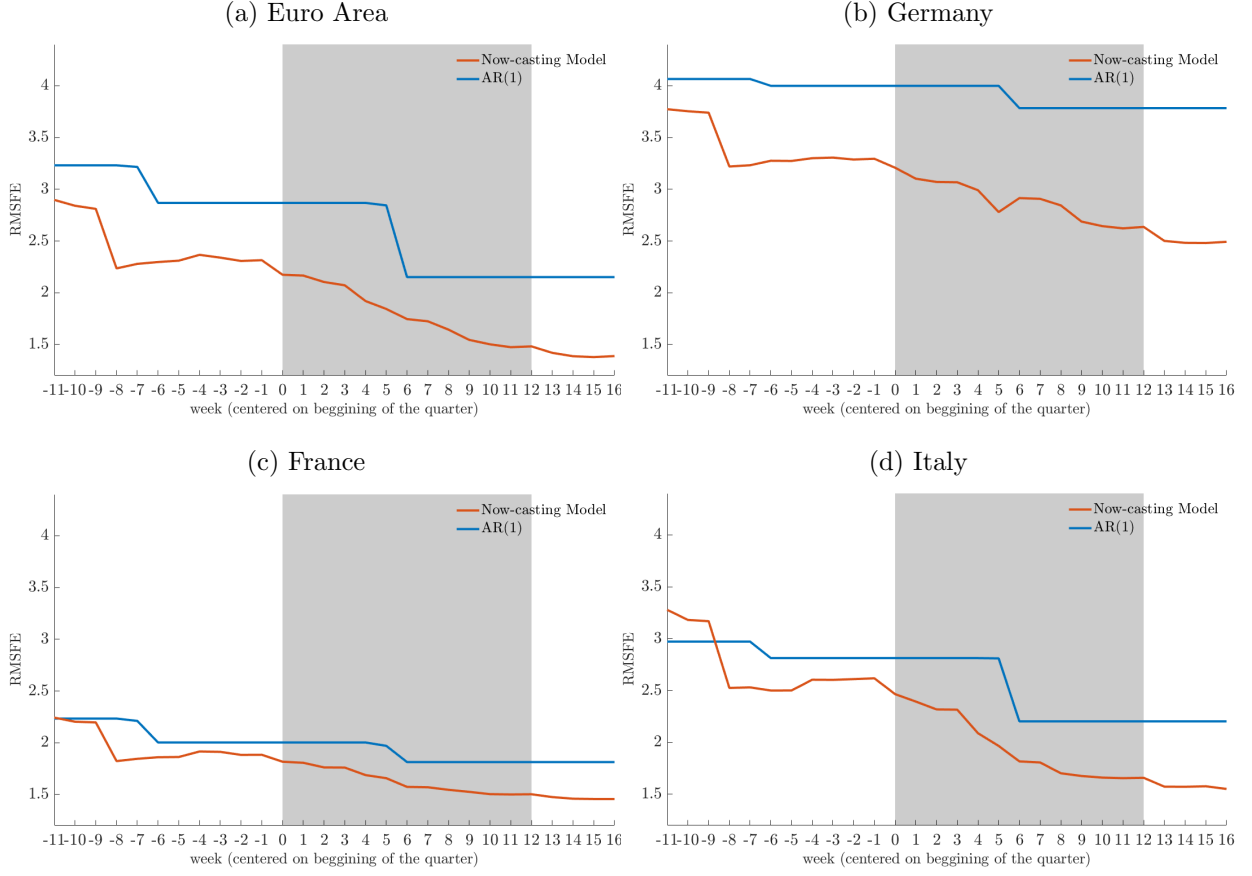 (a) Euro Area
Now-casting Model
AR(1)
4
3.5
3
2.5
2
1.5
RMSFE
-11 -10 -9 -8 -7 -6 -5 -4 -3 -2 -1 0 1 2 3 4 5 6 7 8 9 10 11 12 13 14 15 16
week (centered on beggining of the quarter)
(b) Germany
Now-casting Model
AR(1)
4
3.5
3
2.5
2
1.5
RMSFE
-11 -10 -9 -8 -7 -6 -5 -4 -3 -2 -1 0 1 2 3 4 5 6 7 8 9 10 11 12 13 14 15 16
week (centered on beggining of the quarter)
(c) France
Now-casting Model
AR(1)
4
3.5
3
2.5
2
1.5
RMSFE
-11 -10 -9 -8 -7 -6 -5 -4 -3 -2 -1 0 1 2 3 4 5 6 7 8 9 10 11 12 13 14 15 16
week (centered on beggining of the quarter)
(d) Italy
Now-casting Model
AR(1)
4
3.5
3
2.5
2
1.5
RMSFE
-11 -10 -9 -8 -7 -6 -5 -4 -3 -2 -1 0 1 2 3 4 5 6 7 8 9 10 11 12 13 14 15 16
week (centered on beggining of the quarter)